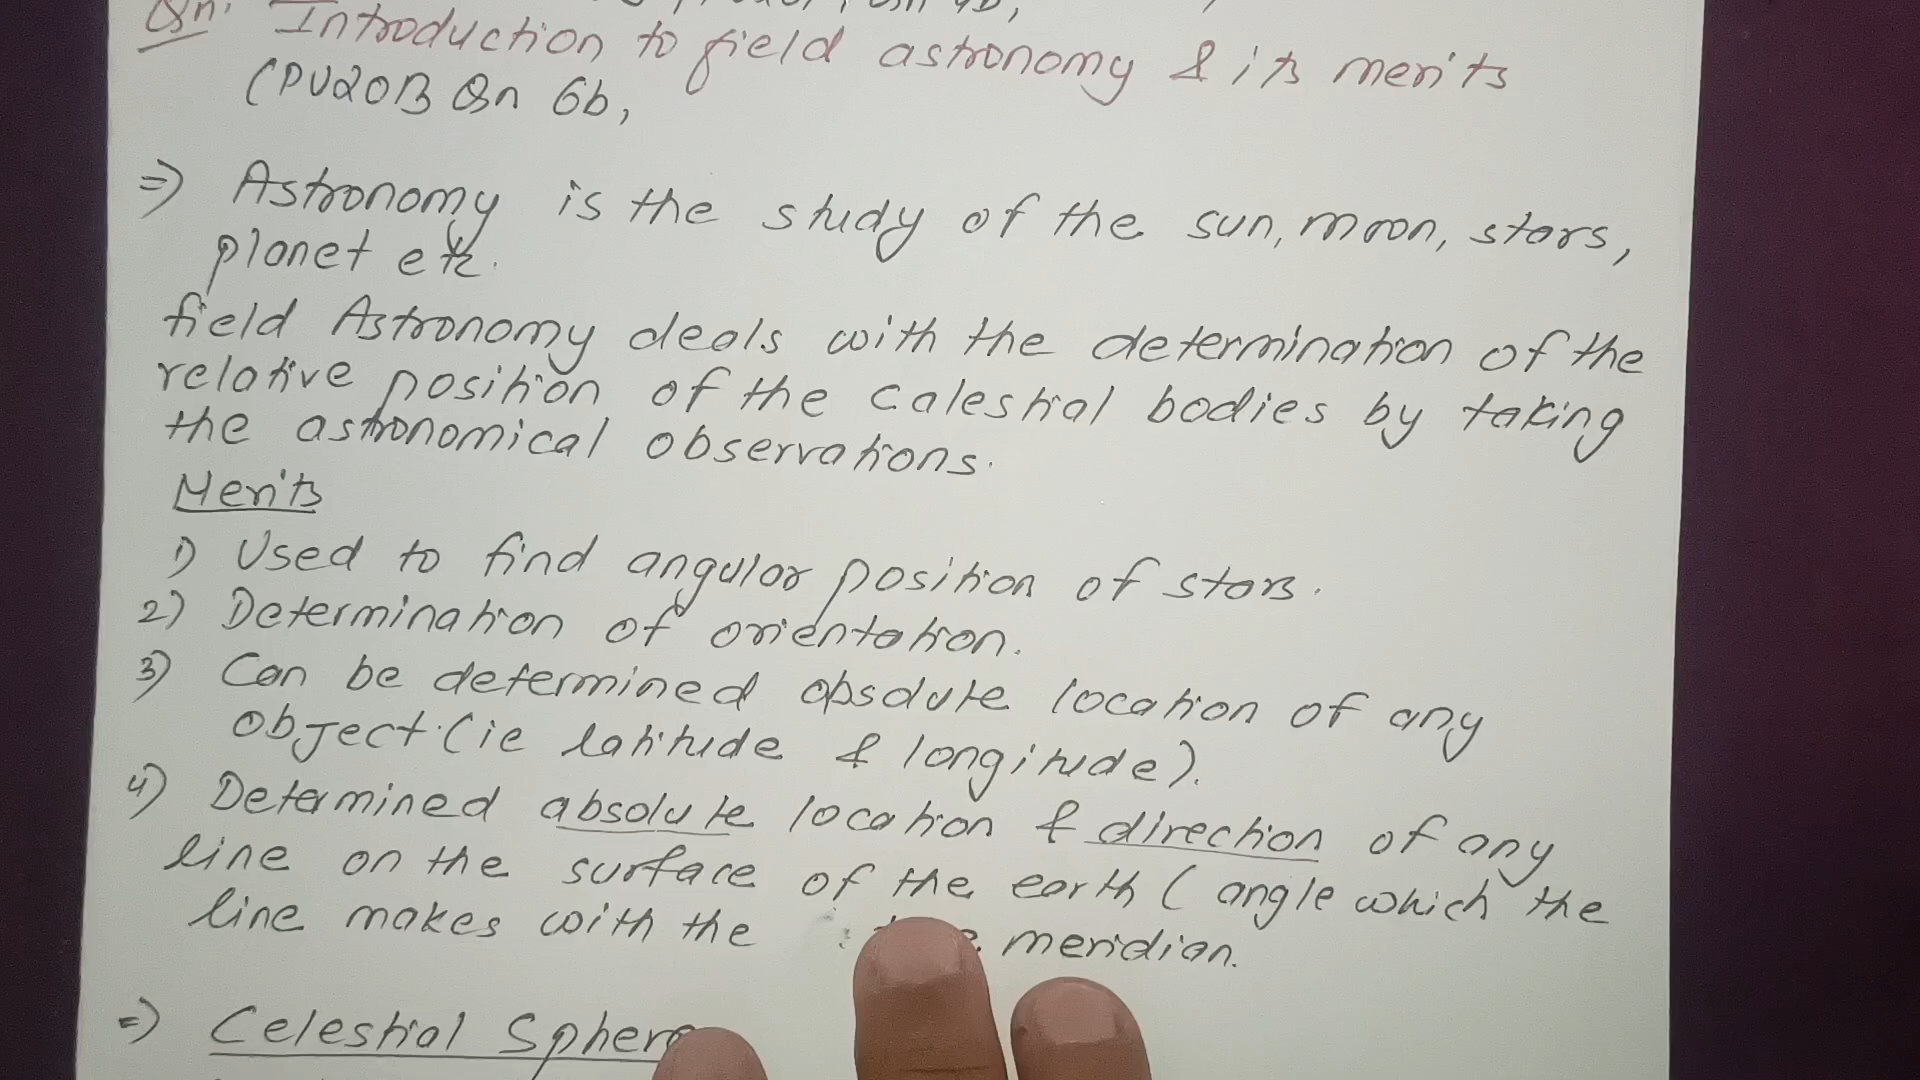 Qn. Introduction to field astronomy & its merits
(PU20B Qn 6b,
=> Astronomy is the study of the sun, moon, stars,
planet etc.
field Astronomy deals with the determination of the
relative position of the calestial bodies by taking
the astronomical observations.
Merits
1) Used to find angular position of stars.
2) Determination of orientation.
3) Can be determined absolute location of any
object (ie latitude & longitude).
4) Determined absolute location & direction of any
line on the surface of the earth (angle which the
line makes with the meridian.
=> Celestial Sphere